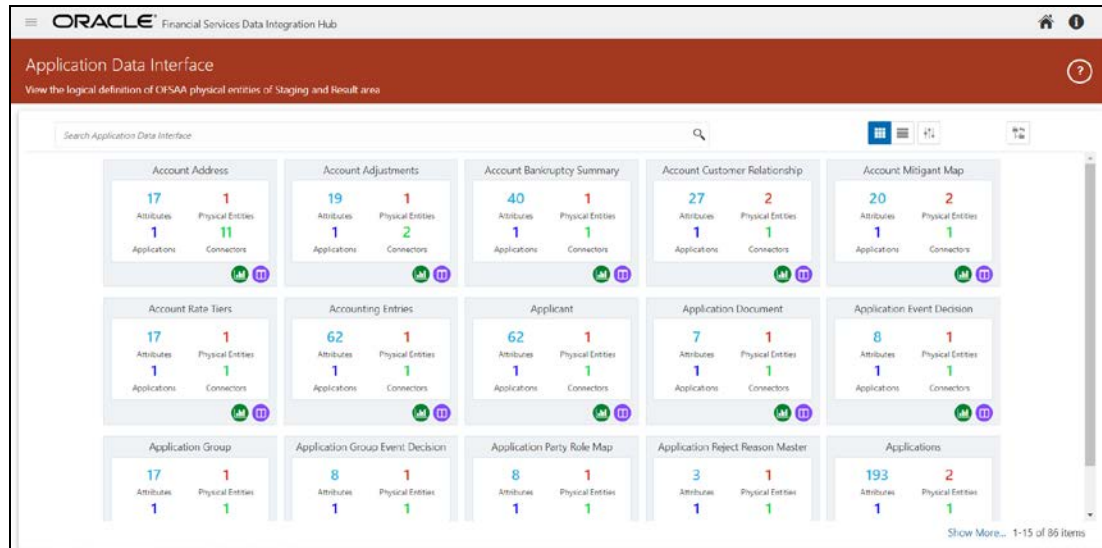 ORACLE® Financial Services Data Integration Hub
Application Data Interface
View the logical definition of OFSAA physical entities of Staging and Result area
Search Application Data Interface
Account Address Account Adjustments Account Bankruptcy Summary Account Customer Relationship Account Mitigant Map
17 1 19 1 40 1 27 2 20 2
Attributes Physical Entities Attributes Physical Entities Attributes Physical Entities Attributes Physical Entities Attributes Physical Entities
1 11 1 2 1 1 1 1 1 1
Applications Connectors Applications Connectors Applications Connectors Applications Connectors Applications Connectors
Account Rate Tiers Accounting Entries Applicant Application Document Application Event Decision
17 1 62 1 62 1 7 1 8 1
Attributes Physical Entities Attributes Physical Entities Attributes Physical Entities Attributes Physical Entities Attributes Physical Entities
1 1 1 1 1 1 1 1 1 1
Applications Connectors Applications Connectors Applications Connectors Applications Connectors Applications Connectors
Application Group Application Group Event Decision Application Party Role Map Application Reject Reason Master Applications
17 1 8 1 8 1 3 1 193 2
Attributes Physical Entities Attributes Physical Entities Attributes Physical Entities Attributes Physical Entities Attributes Physical Entities
1 1 1 1 1 1 1 1 1 1
Show More... 1-15 of 86 items